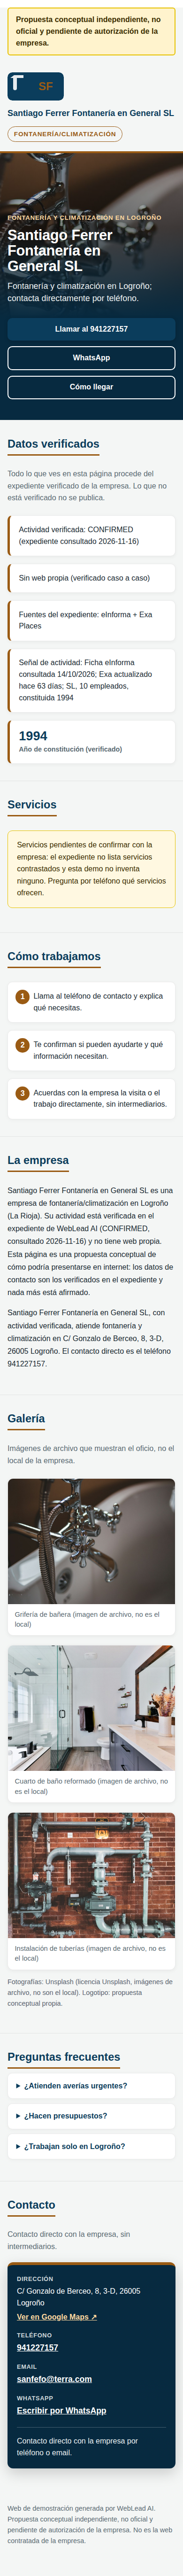 Propuesta conceptual independiente, no
oficial y pendiente de autorización de la
empresa.
SF
Santiago Ferrer Fontanería en General SL
FONTANERÍA/CLIMATIZACIÓN
FONTANERÍA Y CLIMATIZACIÓN EN LOGROÑO
Santiago Ferrer
Fontanería en
General SL
Fontanería y climatización en Logroño;
contacta directamente por teléfono.
Llamar al 941227157
WhatsApp
Cómo llegar
Datos verificados
Todo lo que ves en esta página procede del
expediente verificado de la empresa. Lo que no
está verificado no se publica.
Actividad verificada: CONFIRMED
(expediente consultado 2026-11-16)
Sin web propia (verificado caso a caso)
Fuentes del expediente: eInforma + Exa
Places
Señal de actividad: Ficha eInforma
consultada 14/10/2026; Exa actualizado
hace 63 días; SL, 10 empleados,
constituida 1994
1994
Año de constitución (verificado)
Servicios
Servicios pendientes de confirmar con la
empresa: el expediente no lista servicios
contrastados y esta demo no inventa
ninguno. Pregunta por teléfono qué servicios
ofrecen.
Cómo trabajamos
1 Llama al teléfono de contacto y explica
qué necesitas.
2 Te confirman si pueden ayudarte y qué
información necesitan.
3 Acuerdas con la empresa la visita o el
trabajo directamente, sin intermediarios.
La empresa
Santiago Ferrer Fontanería en General SL es una
empresa de fontanería/climatización en Logroño
(La Rioja). Su actividad está verificada en el
expediente de WebLead AI (CONFIRMED,
consultado 2026-11-16) y no tiene web propia.
Esta página es una propuesta conceptual de
cómo podría presentarse en internet: los datos de
contacto son los verificados en el expediente y
nada más está afirmado.
Santiago Ferrer Fontanería en General SL, con
actividad verificada, atiende fontanería y
climatización en C/ Gonzalo de Berceo, 8, 3-D,
26005 Logroño. El contacto directo es el teléfono
941227157.
Galería
Imágenes de archivo que muestran el oficio, no el
local de la empresa.
Grifería de bañera (imagen de archivo, no es el
local)
Cuarto de baño reformado (imagen de archivo, no
es el local)
Instalación de tuberías (imagen de archivo, no es
el local)
Fotografías: Unsplash (licencia Unsplash, imágenes de
archivo, no son el local). Logotipo: propuesta
conceptual propia.
Preguntas frecuentes
▶ ¿Atienden averías urgentes?
▶ ¿Hacen presupuestos?
▶ ¿Trabajan solo en Logroño?
Contacto
Contacto directo con la empresa, sin
intermediarios.
DIRECCIÓN
C/ Gonzalo de Berceo, 8, 3-D, 26005
Logroño
Ver en Google Maps ↗
TELÉFONO
941227157
EMAIL
sanfefo@terra.com
WHATSAPP
Escribir por WhatsApp
Contacto directo con la empresa por
teléfono o email.
Web de demostración generada por WebLead AI.
Propuesta conceptual independiente, no oficial y
pendiente de autorización de la empresa. No es la web
contratada de la empresa.